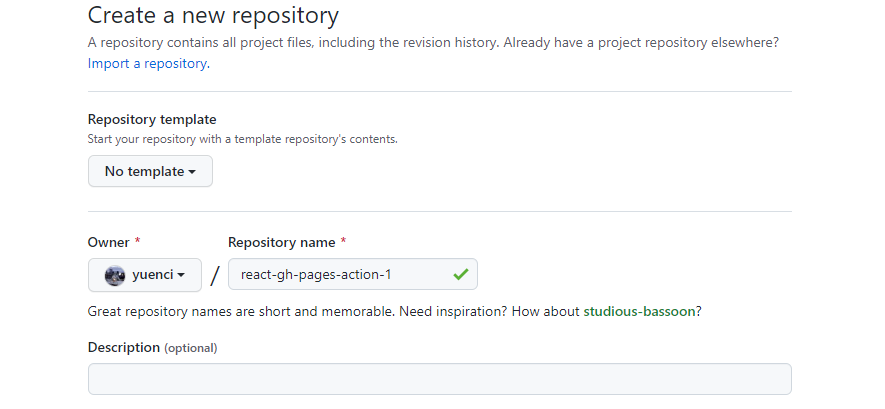 Create a new repository
A repository contains all project files, including the revision history. Already have a project repository elsewhere?
Import a repository.
Repository template
Start your repository with a template repository's contents.
No template
Owner *
Repository name *
yuenci
/
react-gh-pages-action-1
Great repository names are short and memorable. Need inspiration? How about studious-bassoon?
Description (optional)